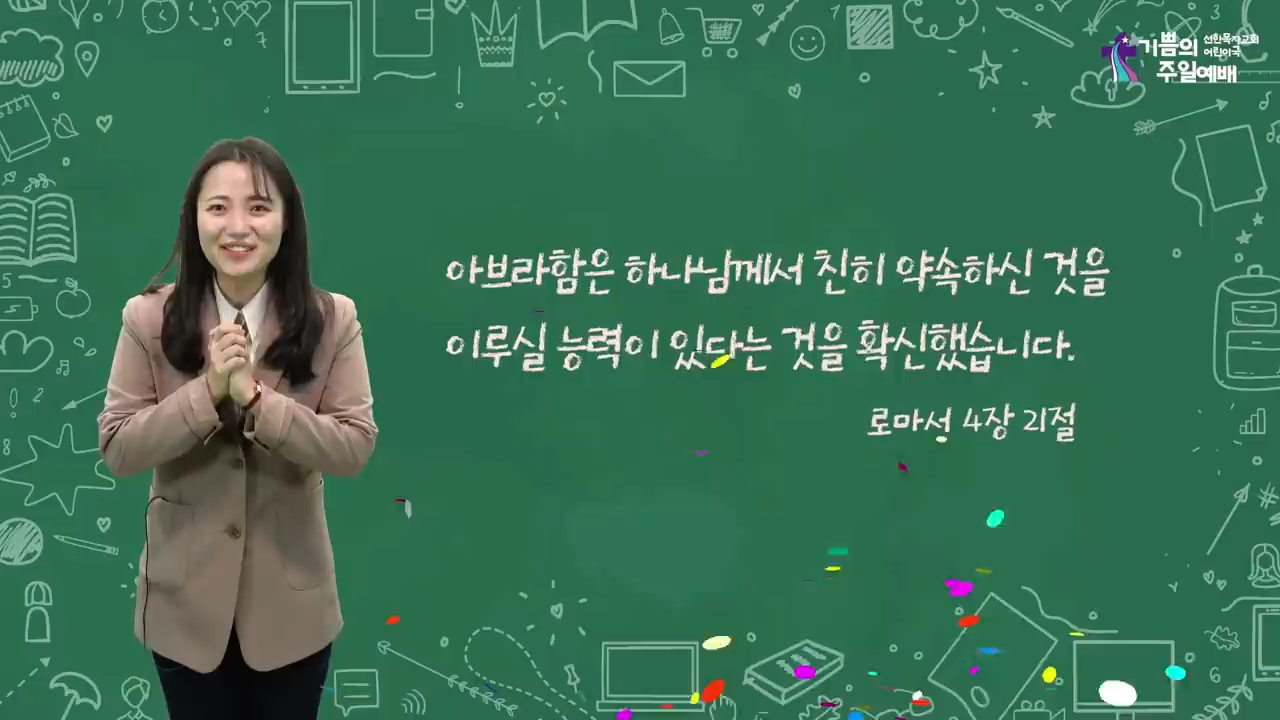 거쁨의 선한목자교회 어린이국
주일예배
아브라함은 하나님께서 친히 약속하신 것을
이루실 능력이 있다는 것을 확신했습니다.
로마서 4장 21절